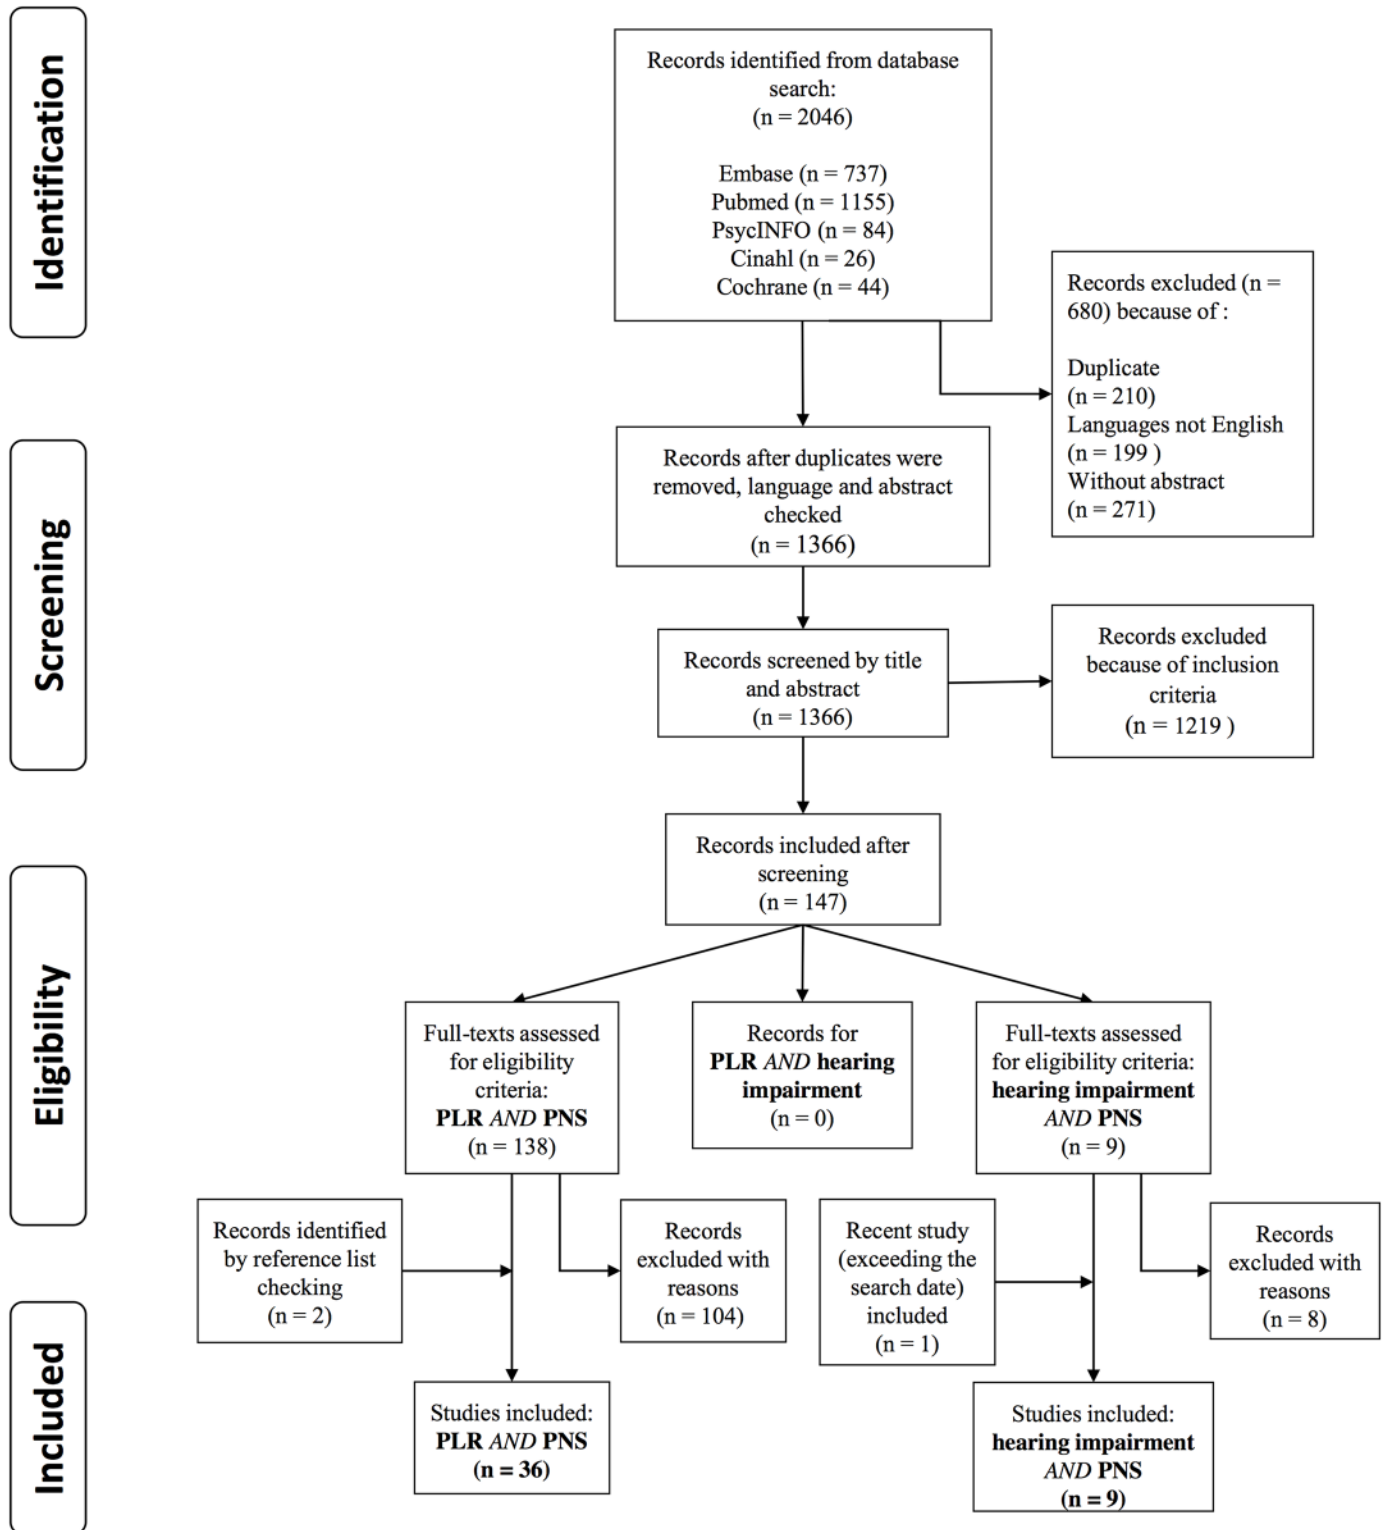 Identification
Records identified from database
search:
(n = 2046)
Embase (n = 737)
Pubmed (n = 1155)
PsycINFO (n = 84)
Cinahl (n = 26)
Cochrane (n = 44)
Records excluded (n =
680) because of :
Duplicate
(n = 210)
Languages not English
(n = 199 )
Without abstract
(n = 271)
Screening
Records after duplicates were
removed, language and abstract
checked
(n = 1366)
Records screened by title
and abstract
(n = 1366)
Records excluded
because of inclusion
criteria
(n = 1219 )
Eligibility
Records included after
screening
(n = 147)
Full-texts assessed
for eligibility
criteria:
PLR AND PNS
(n = 138)
Records for
PLR AND hearing
impairment
(n = 0)
Full-texts assessed
for eligibility criteria:
hearing impairment
AND PNS
(n = 9)
Records identified
by reference list
checking
(n = 2)
Records
excluded with
reasons
(n = 104)
Recent study
(exceeding the
search date)
included
(n = 1)
Records
excluded with
reasons
(n = 8)
Included
Studies included:
PLR AND PNS
(n = 36)
Studies included:
hearing impairment
AND PNS
(n = 9)